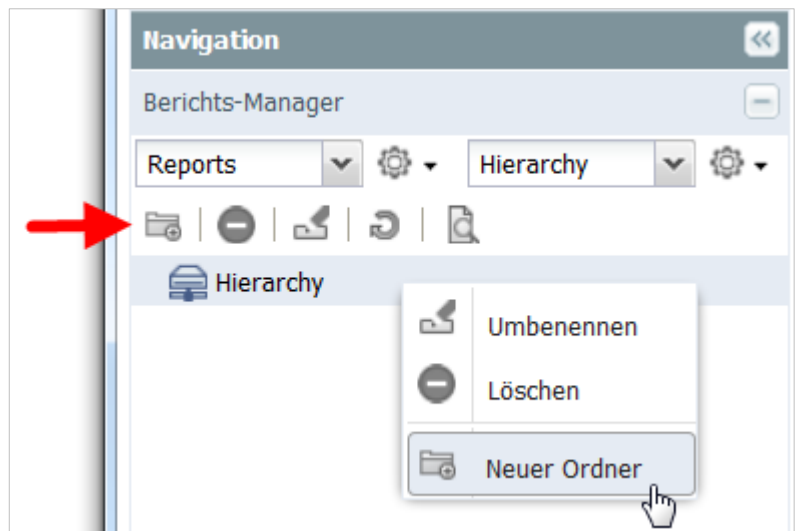 Navigation
Berichts-Manager
Reports Hierarchy
Hierarchy
Umbenennen
Löschen
Neuer Ordner